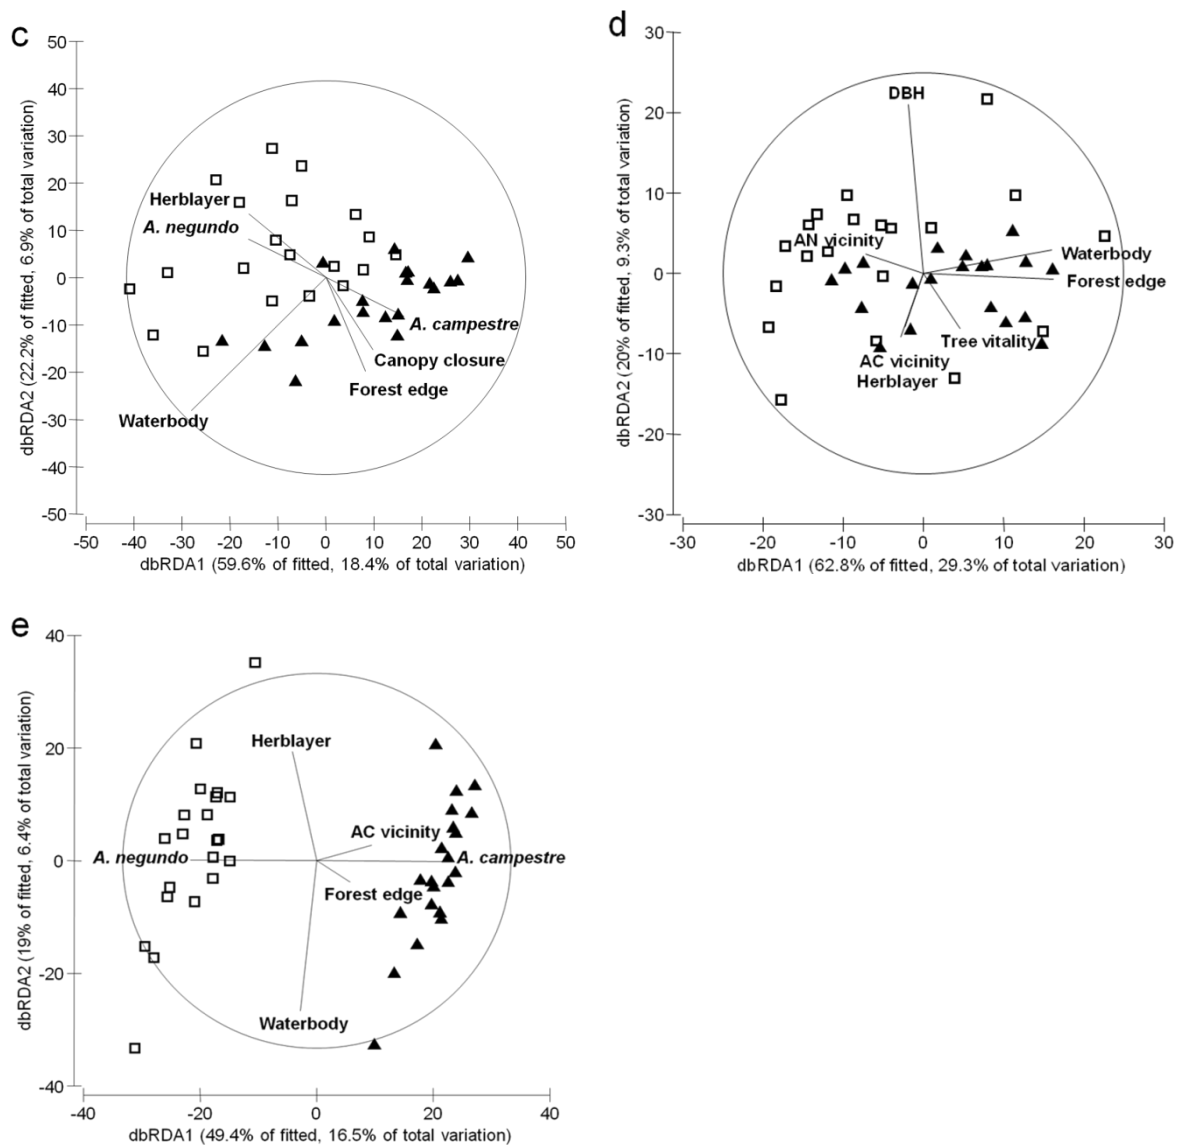 c
50
40
30
20
10
0
-10
-20
-30
-40
-50
dbRDA2 (22.2% of fitted, 6.9% of total variation)
Herblayer
A. negundo
A. campestre
Canopy closure
Forest edge
Waterbody
-50 -40 -30 -20 -10 0 10 20 30 40 50
dbRDA1 (59.6% of fitted, 18.4% of total variation)
d
30
20
10
0
-10
-20
-30
dbRDA2 (20% of fitted, 9.3% of total variation)
DBH
AN vicinity
Waterbody
Forest edge
Tree vitality
AC vicinity
Herblayer
-30 -20 -10 0 10 20 30
dbRDA1 (62.8% of fitted, 29.3% of total variation)
e
40
20
0
-20
-40
dbRDA2 (19% of fitted, 6.4% of total variation)
Herblayer
AC vicinity
A. negundo
A. campestre
Forest edge
Waterbody
-40 -20 0 20 40
dbRDA1 (49.4% of fitted, 16.5% of total variation)